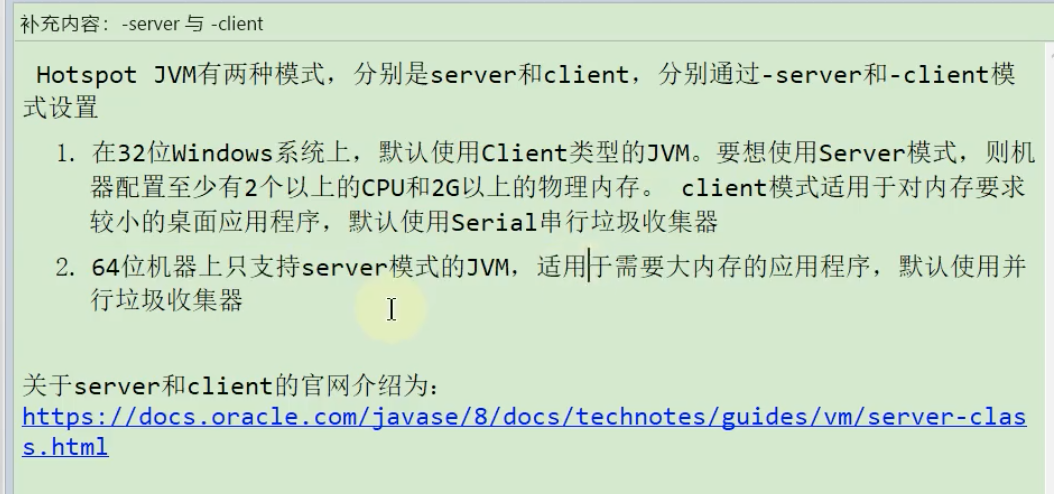 补充内容：-server 与 -client
Hotspot JVM有两种模式，分别是server和client，分别通过-server和-client模
式设置
1. 在32位Windows系统上，默认使用Client类型的JVM。要想使用Server模式，则机
器配置至少有2个以上的CPU和2G以上的物理内存。 client模式适用于对内存要求
较小的桌面应用程序，默认使用Serial串行垃圾收集器
2. 64位机器上只支持server模式的JVM，适用于需要大内存的应用程序，默认使用并
行垃圾收集器
关于server和client的官网介绍为：
https://docs.oracle.com/javase/8/docs/technotes/guides/vm/server-clas
s.html